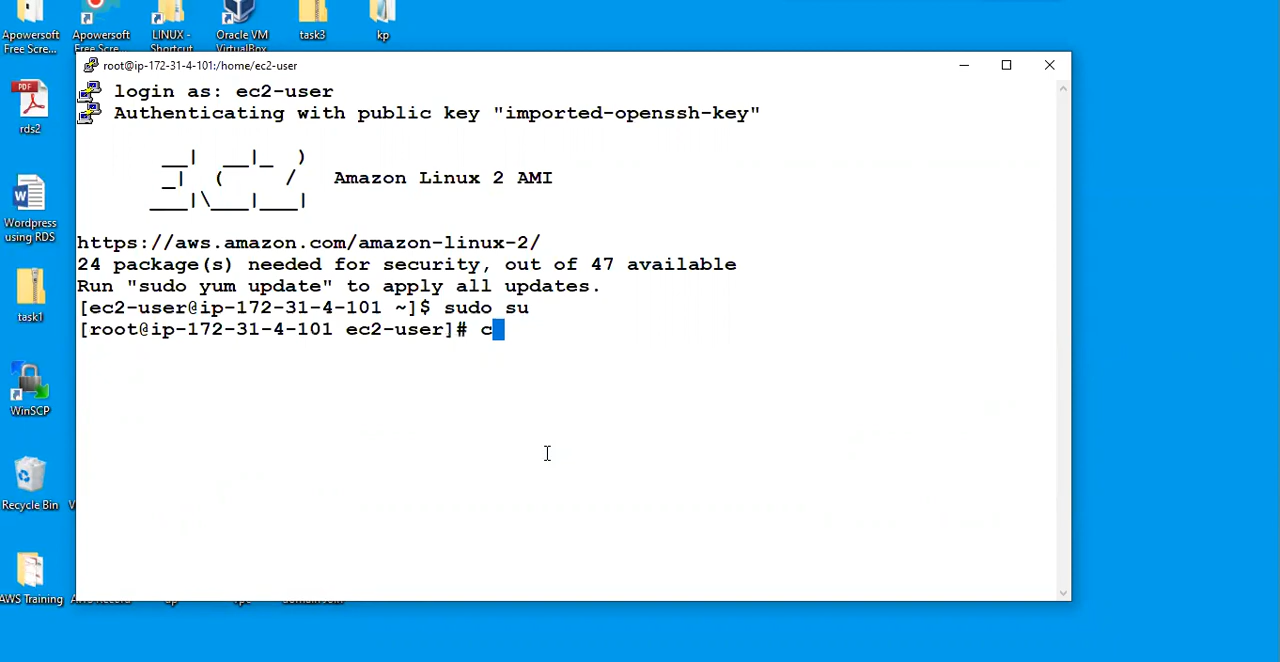 Apowersoft Apowersoft LINUX - Oracle VM task3 kp
Free Scre... Free Scre... Shortcut VirtualBox
root@ip-172-31-4-101:/home/ec2-user
login as: ec2-user
Authenticating with public key "imported-openssh-key"
__|  __|_  )
_|  (     /   Amazon Linux 2 AMI
___|\___|___|
https://aws.amazon.com/amazon-linux-2/
24 package(s) needed for security, out of 47 available
Run "sudo yum update" to apply all updates.
[ec2-user@ip-172-31-4-101 ~]$ sudo su
[root@ip-172-31-4-101 ec2-user]# c
PDF
rds2
Wordpress
using RDS
task1
WinSCP
Recycle Bin
AWS Training